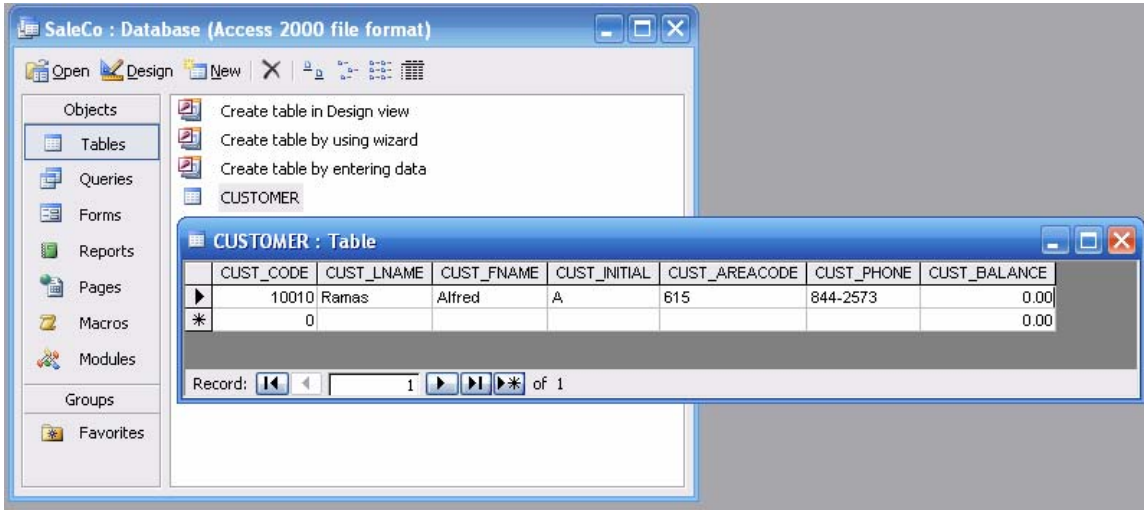 SaleCo : Database (Access 2000 file format)
Open Design New
Objects
Tables
Queries
Forms
Reports
Pages
Macros
Modules
Groups
Favorites
Create table in Design view
Create table by using wizard
Create table by entering data
CUSTOMER
CUSTOMER : Table
CUST_CODE CUST_LNAME CUST_FNAME CUST_INITIAL CUST_AREACODE CUST_PHONE CUST_BALANCE
10010 Ramas Alfred A 615 844-2573 0.00
0 0.00
Record: 1 of 1